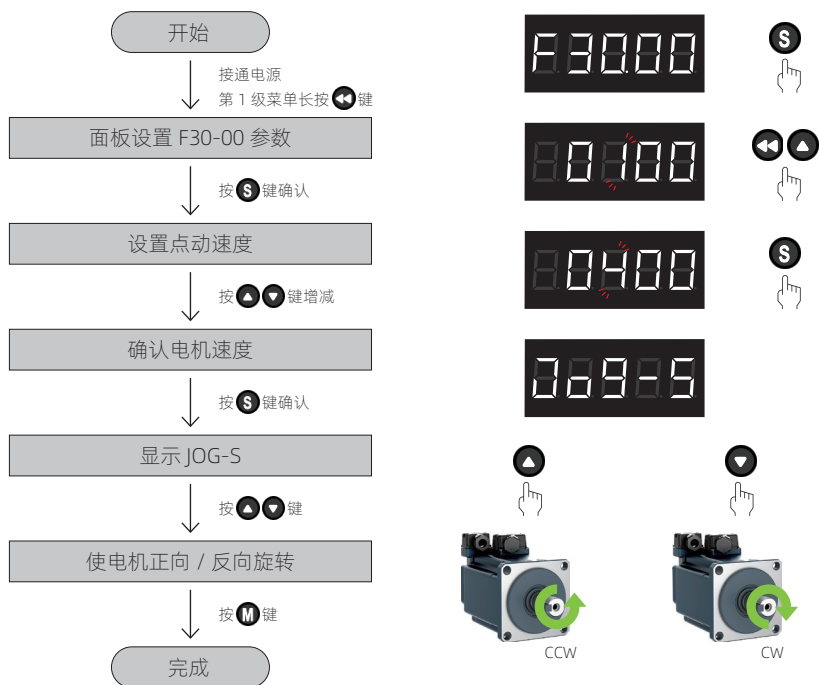 开始
接通电源
第 1 级菜单长按 键
面板设置 F30-00 参数
按 S 键确认
设置点动速度
按 键增减
确认电机速度
按 S 键确认
显示 JOG-S
按 键
使电机正向 / 反向旋转
按 M 键
完成
F-30.00
S
0100
0400
S
Jog-S
CCW
CW